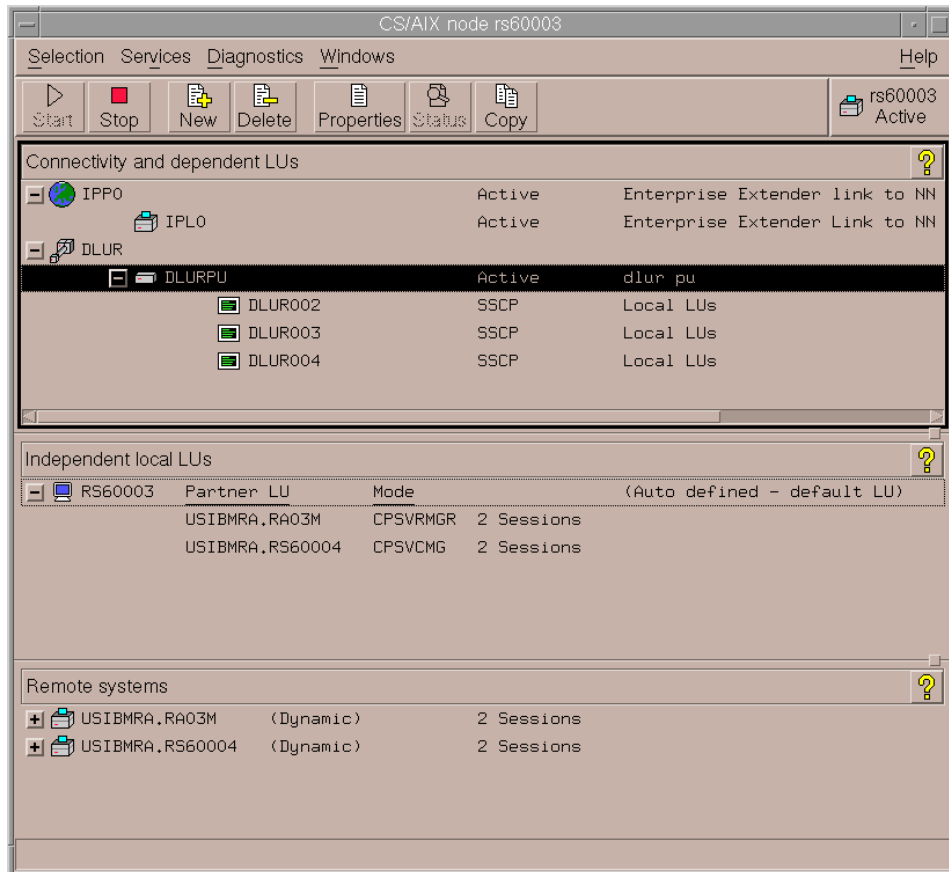 CS/AIX node rs60003
Selection Services Diagnostics Windows Help
Start Stop New Delete Properties Status Copy rs60003
Active
Connectivity and dependent LUs
IPP0 Active Enterprise Extender link to NN
IPL0 Active Enterprise Extender Link to NN
DLUR
DLURPU Active dlur pu
DLUR002 SSCP Local LUs
DLUR003 SSCP Local LUs
DLUR004 SSCP Local LUs
Independent local LUs
RS60003 Partner LU Mode (Auto defined - default LU)
USIBMRA.RA03M CPSVRMGR 2 Sessions
USIBMRA.RS60004 CPSVCMG 2 Sessions
Remote systems
USIBMRA.RA03M (Dynamic) 2 Sessions
USIBMRA.RS60004 (Dynamic) 2 Sessions